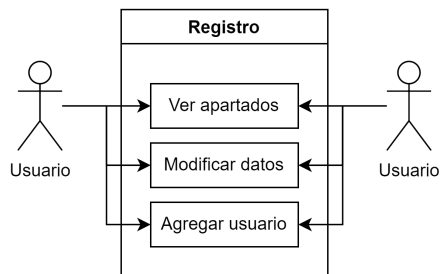 Registro
Ver apartados
Modificar datos
Usuario
Usuario
Agregar usuario